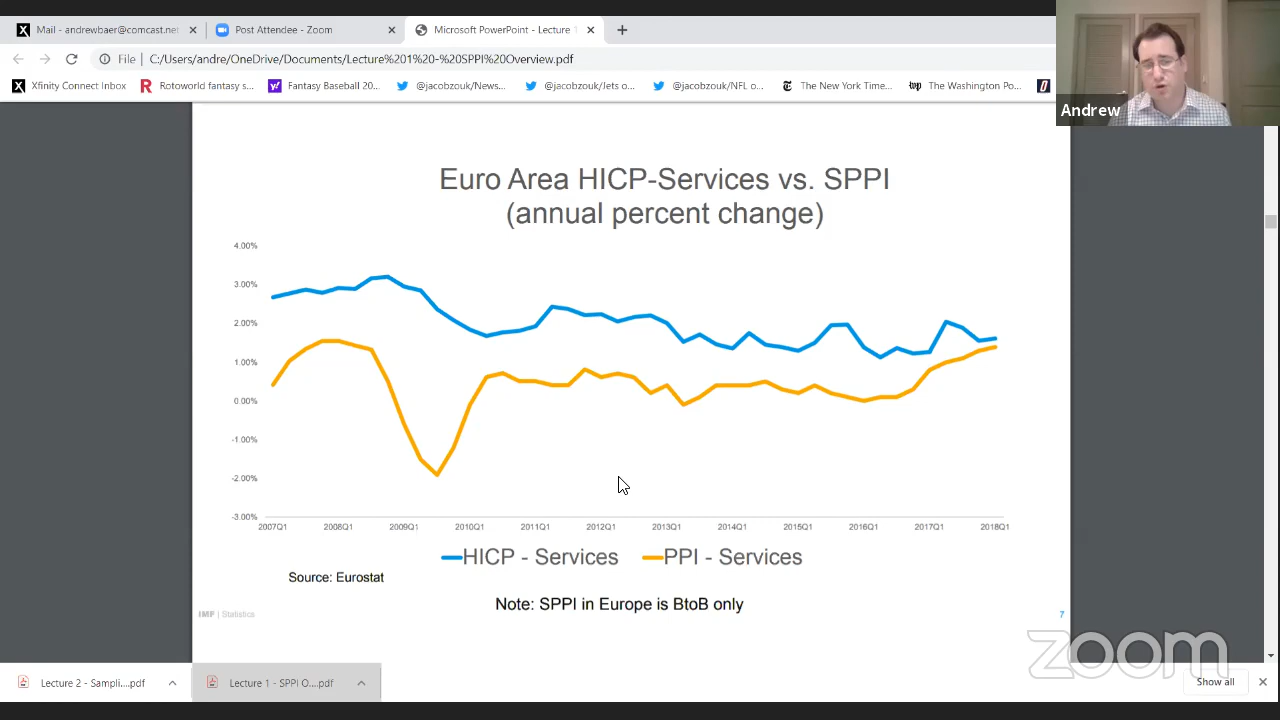 Mail - andrewbaer@comcast.net
Post Attendee - Zoom
Microsoft PowerPoint - Lecture 1
File
C:/Users/andre/OneDrive/Documents/Lecture%201%20-%20SPPI%20Overview.pdf
Xfinity Connect Inbox
Rotoworld fantasy s...
Fantasy Baseball 20...
@jacobzouk/News...
@jacobzouk/Jets o...
@jacobzouk/NFL o...
The New York Time...
The Washington Po...
Andrew
Euro Area HICP-Services vs. SPPI
(annual percent change)
4.00%
3.00%
2.00%
1.00%
0.00%
-1.00%
-2.00%
-3.00%
2007Q1 2008Q1 2009Q1 2010Q1 2011Q1 2012Q1 2013Q1 2014Q1 2015Q1 2016Q1 2017Q1 2018Q1
HICP - Services PPI - Services
Source: Eurostat
Note: SPPI in Europe is BtoB only
IMF | Statistics
7
zoom
Lecture 2 - Sampli....pdf
Lecture 1 - SPPI O....pdf
Show all